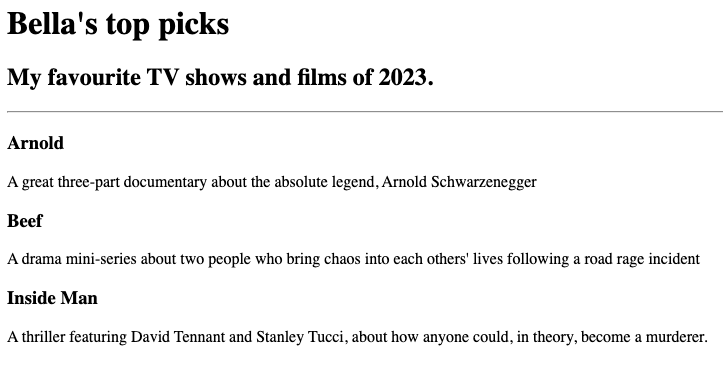 Bella's top picks
My favourite TV shows and films of 2023.
Arnold
A great three-part documentary about the absolute legend, Arnold Schwarzenegger
Beef
A drama mini-series about two people who bring chaos into each others' lives following a road rage incident
Inside Man
A thriller featuring David Tennant and Stanley Tucci, about how anyone could, in theory, become a murderer.